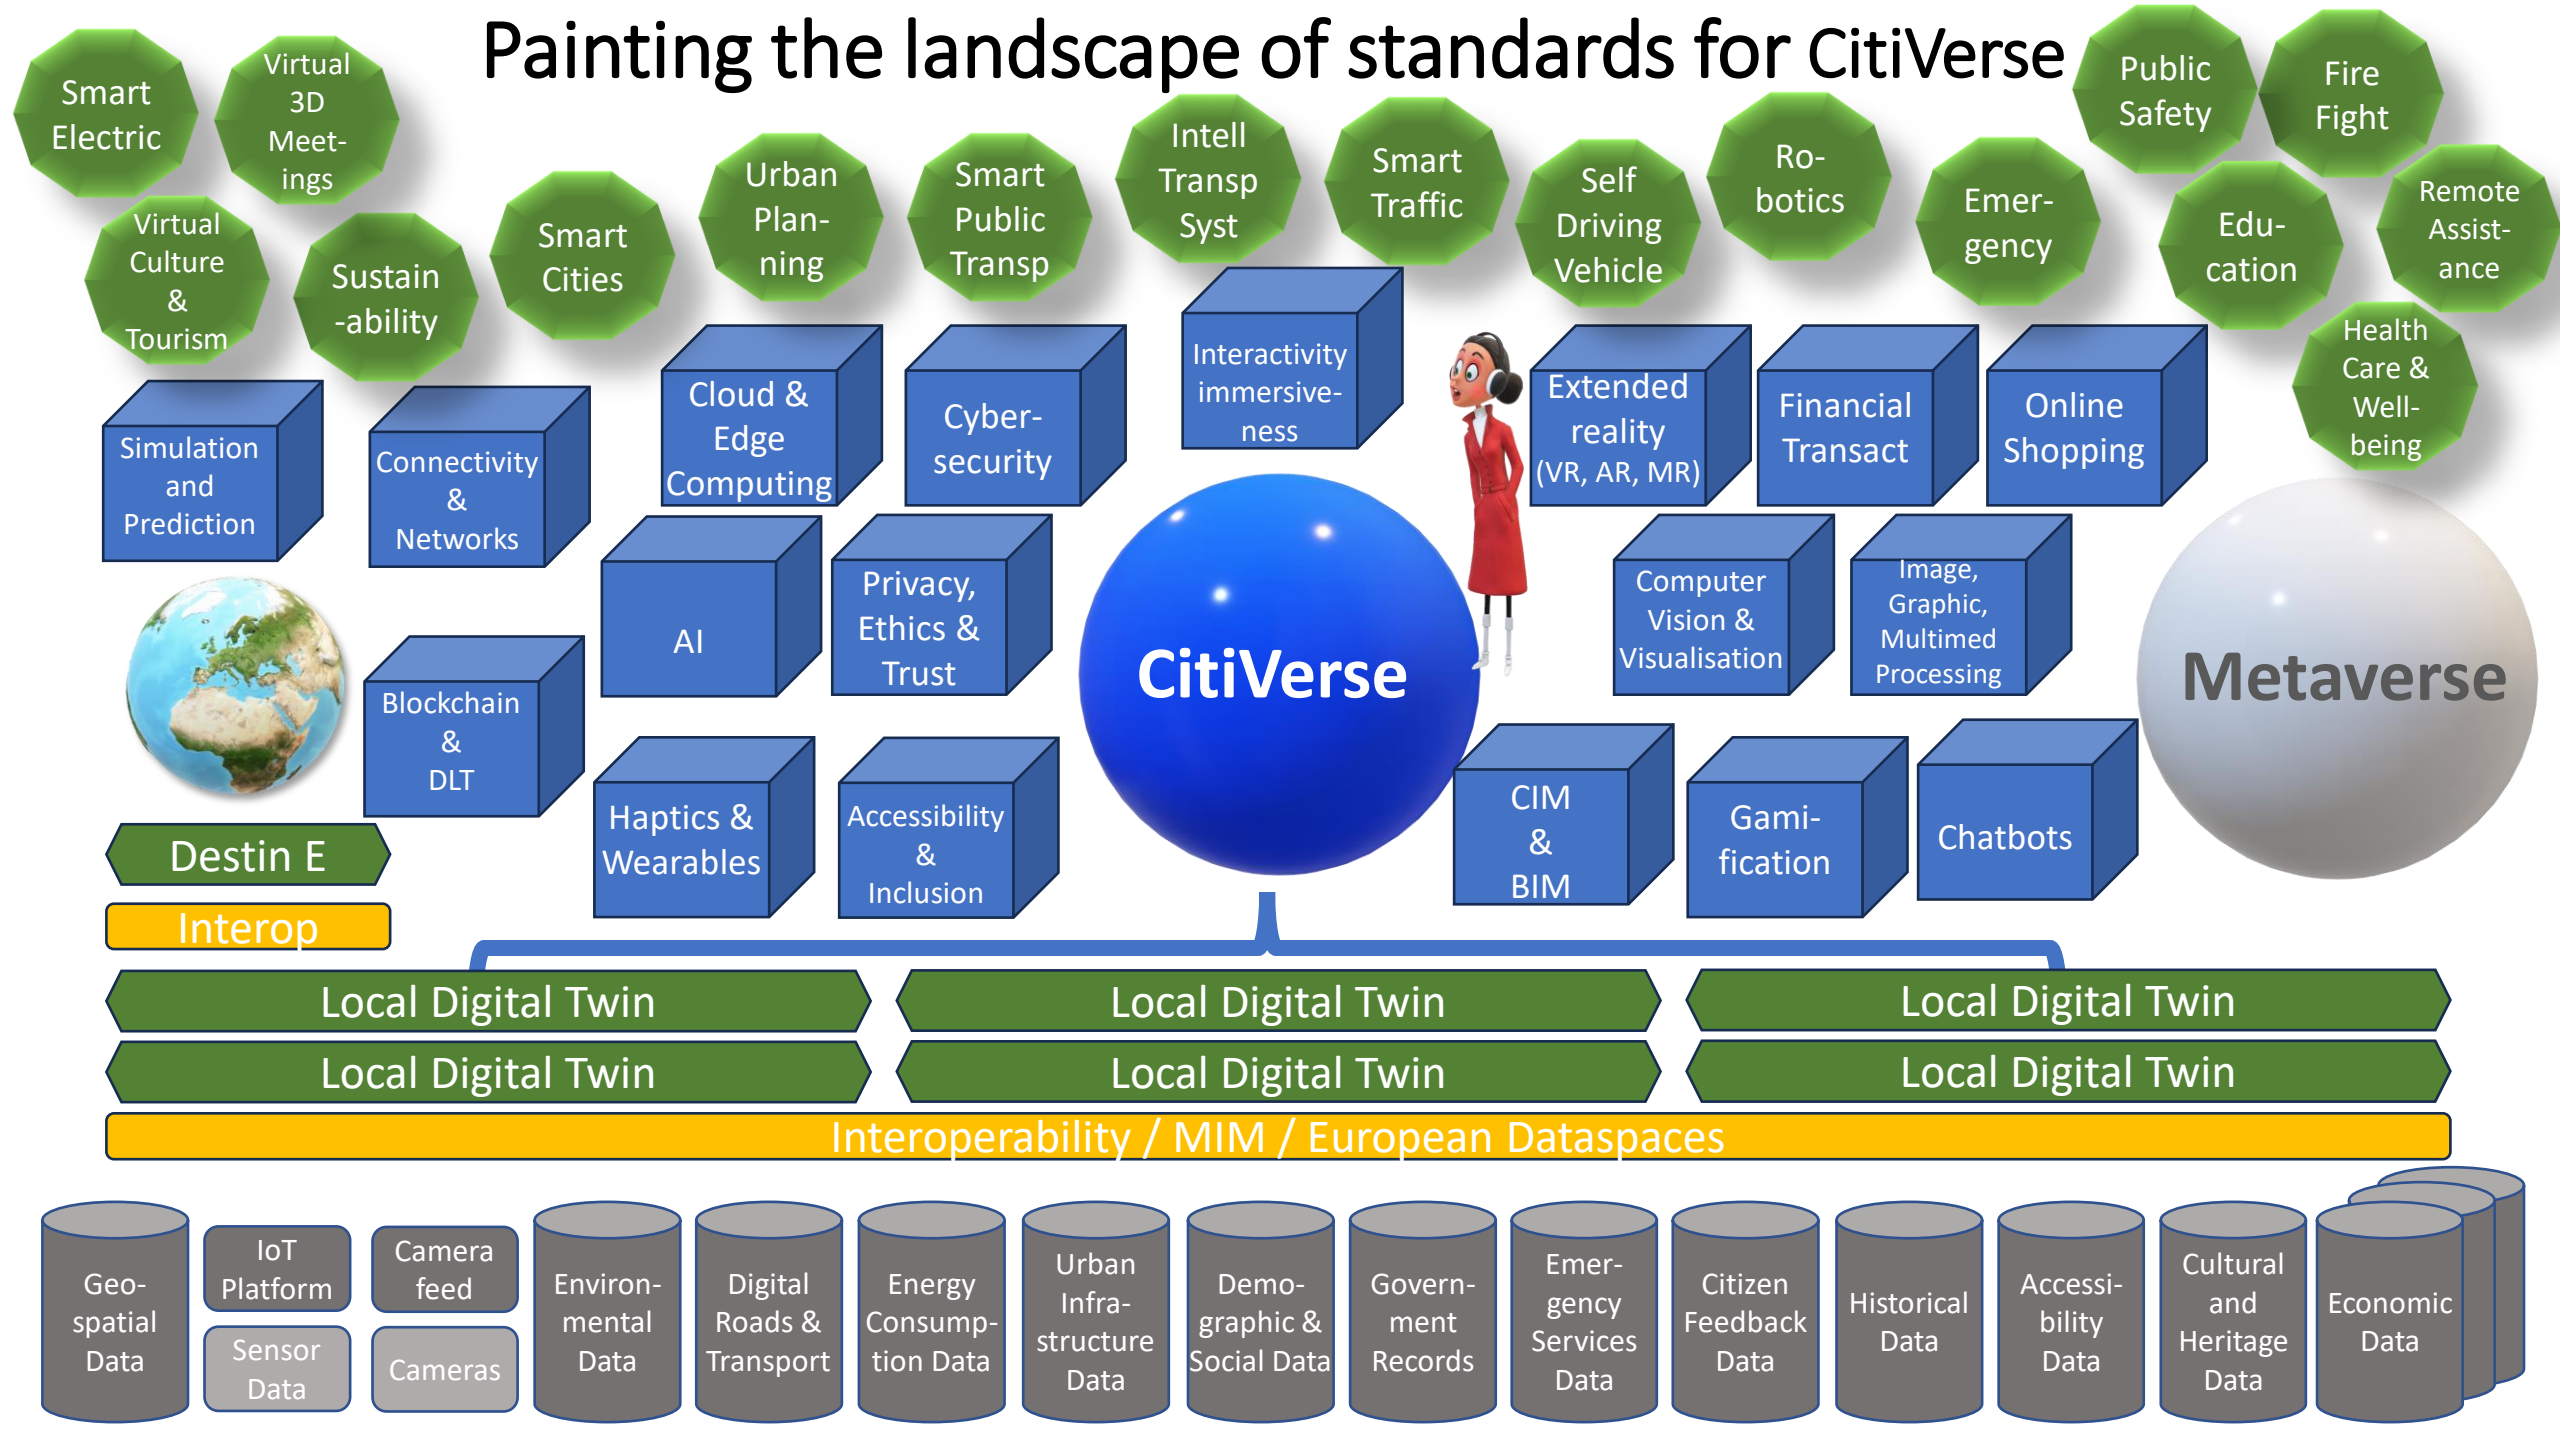 Painting the landscape of standards for CitiVerse
Smart
Electric
Virtual
3D
Meet-
ings
Virtual
Culture
&
Tourism
Sustain
-ability
Smart
Cities
Urban
Plan-
ning
Smart
Public
Transp
Intell
Transp
Syst
Smart
Traffic
Self
Driving
Vehicle
Ro-
botics
Emer-
gency
Public
Safety
Fire
Fight
Edu-
cation
Remote
Assist-
ance
Health
Care &
Well-
being
Simulation
and
Prediction
Connectivity
&
Networks
Cloud &
Edge
Computing
Cyber-
security
Interactivity
immersive-
ness
Extended
reality
(VR, AR, MR)
Financial
Transact
Online
Shopping
AI
Privacy,
Ethics &
Trust
Computer
Vision &
Visualisation
Image,
Graphic,
Multimed
Processing
CitiVerse
Metaverse
Blockchain
&
DLT
Haptics &
Wearables
Accessibility
&
Inclusion
CIM
&
BIM
Gami-
fication
Chatbots
Destin E
Interop
Local Digital Twin
Local Digital Twin
Local Digital Twin
Local Digital Twin
Local Digital Twin
Local Digital Twin
Interoperability / MIM / European Dataspaces
Geo-
spatial
Data
IoT
Platform
Sensor
Data
Camera
feed
Cameras
Environ-
mental
Data
Digital
Roads &
Transport
Energy
Consump-
tion Data
Urban
Infra-
structure
Data
Demo-
graphic &
Social Data
Govern-
ment
Records
Emer-
gency
Services
Data
Citizen
Feedback
Data
Historical
Data
Accessi-
bility
Data
Cultural
and
Heritage
Data
Economic
Data